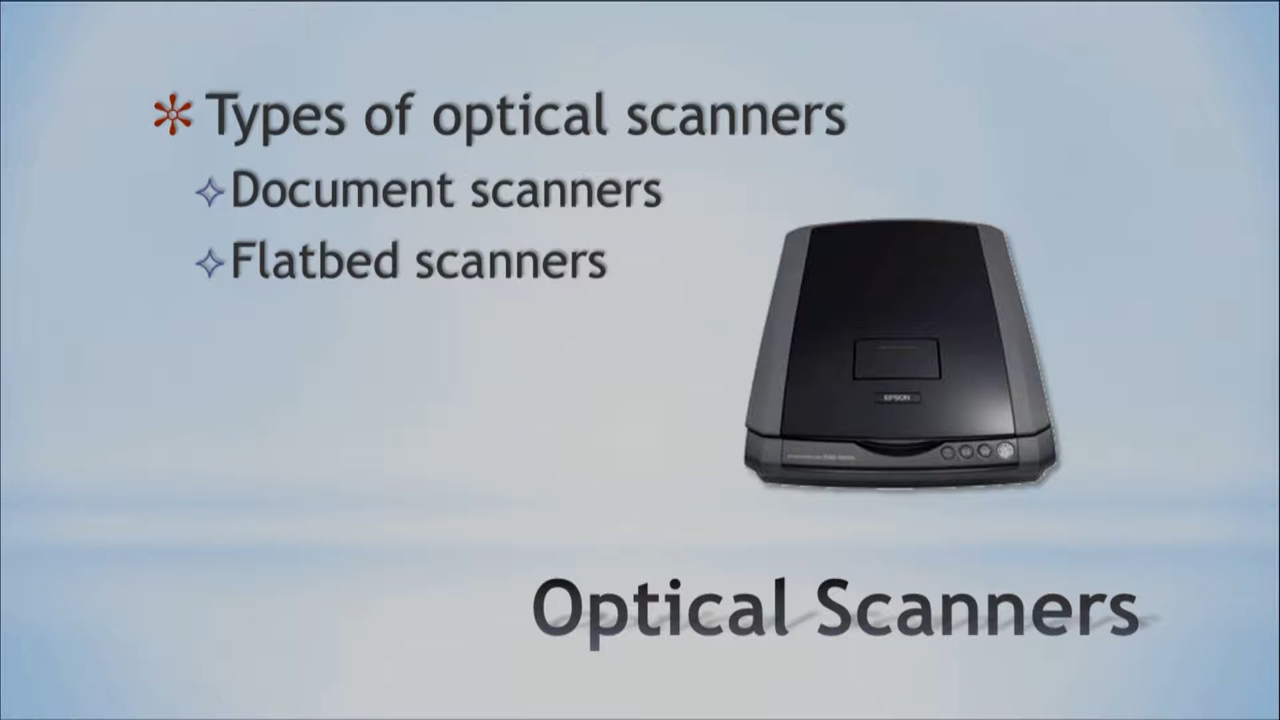 Types of optical scanners
Document scanners
Flatbed scanners
EPSON
Optical Scanners